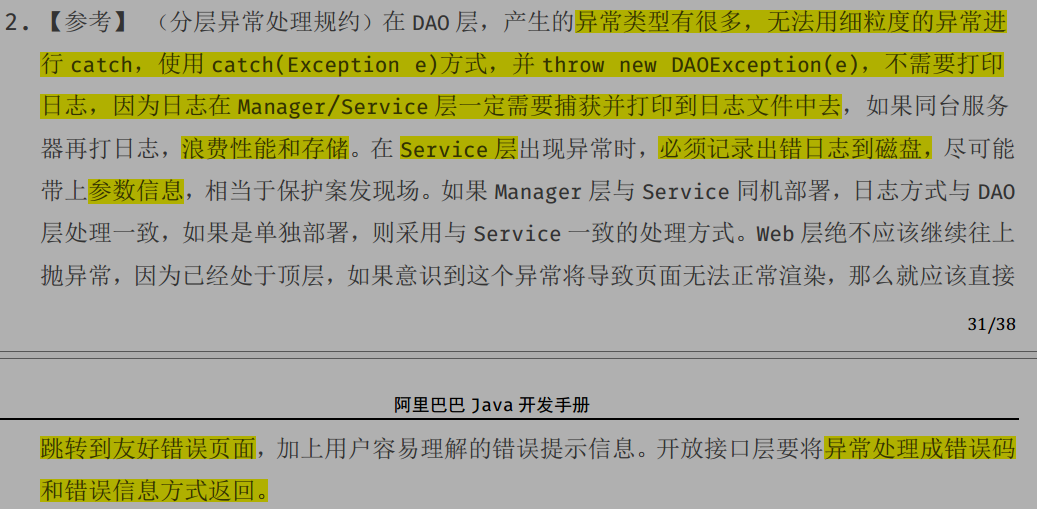 2. 【参考】 （分层异常处理规约）在 DAO 层，产生的异常类型有很多，无法用细粒度的异常进
行 catch，使用 catch(Exception e)方式，并 throw new DAOException(e)，不需要打印
日志，因为日志在 Manager/Service 层一定需要捕获并打印到日志文件中去，如果同台服务
器再打日志，浪费性能和存储。在 Service 层出现异常时，必须记录出错日志到磁盘，尽可能
带上参数信息，相当于保护案发现场。如果 Manager 层与 Service 同机部署，日志方式与 DAO
层处理一致，如果是单独部署，则采用与 Service 一致的处理方式。Web 层绝不应该继续往上
抛异常，因为已经处于顶层，如果意识到这个异常将导致页面无法正常渲染，那么就应该直接
31/38
阿里巴巴 Java 开发手册
跳转到友好错误页面，加上用户容易理解的错误提示信息。开放接口层要将异常处理成错误码
和错误信息方式返回。